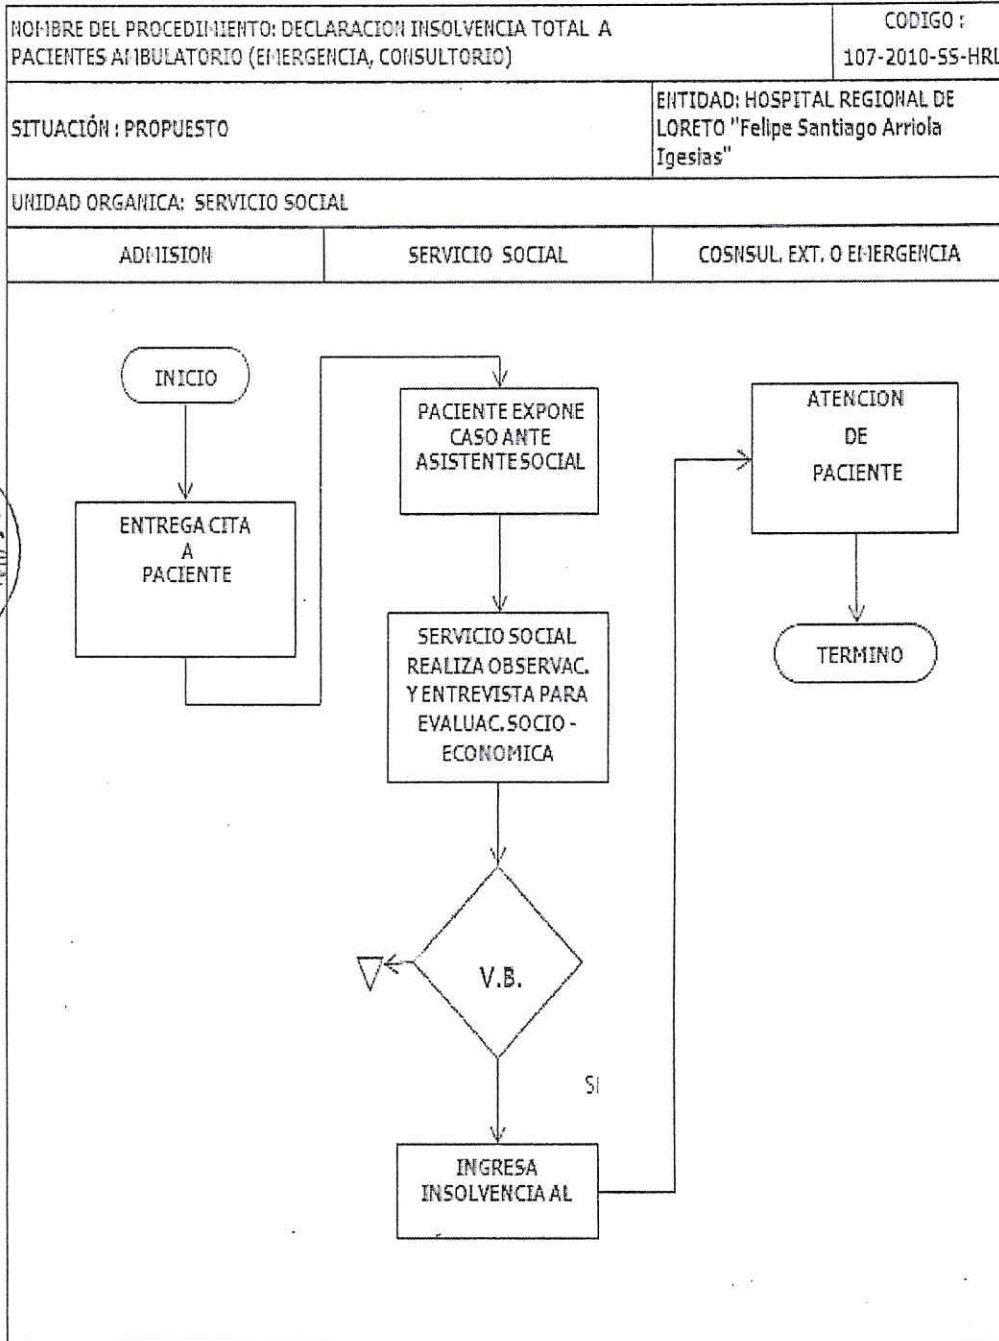 NOMBRE DEL PROCEDIMIENTO: DECLARACION INSOLVENCIA TOTAL A
PACIENTES AMBULATORIO (EMERGENCIA, CONSULTORIO)
CODIGO :
107-2010-SS-HRL
SITUACIÓN : PROPUESTO
ENTIDAD: HOSPITAL REGIONAL DE
LORETO "Felipe Santiago Arriola
Igesias"
UNIDAD ORGANICA: SERVICIO SOCIAL
ADMISION
SERVICIO SOCIAL
COSNSUL. EXT. O EMERGENCIA
INICIO
ENTREGA CITA
A
PACIENTE
PACIENTE EXPONE
CASO ANTE
ASISTENTE SOCIAL
SERVICIO SOCIAL
REALIZA OBSERVAC.
Y ENTREVISTA PARA
EVALUAC. SOCIO -
ECONOMICA
V.B.
SI
INGRESA
INSOLVENCIA AL
ATENCION
DE
PACIENTE
TERMINO